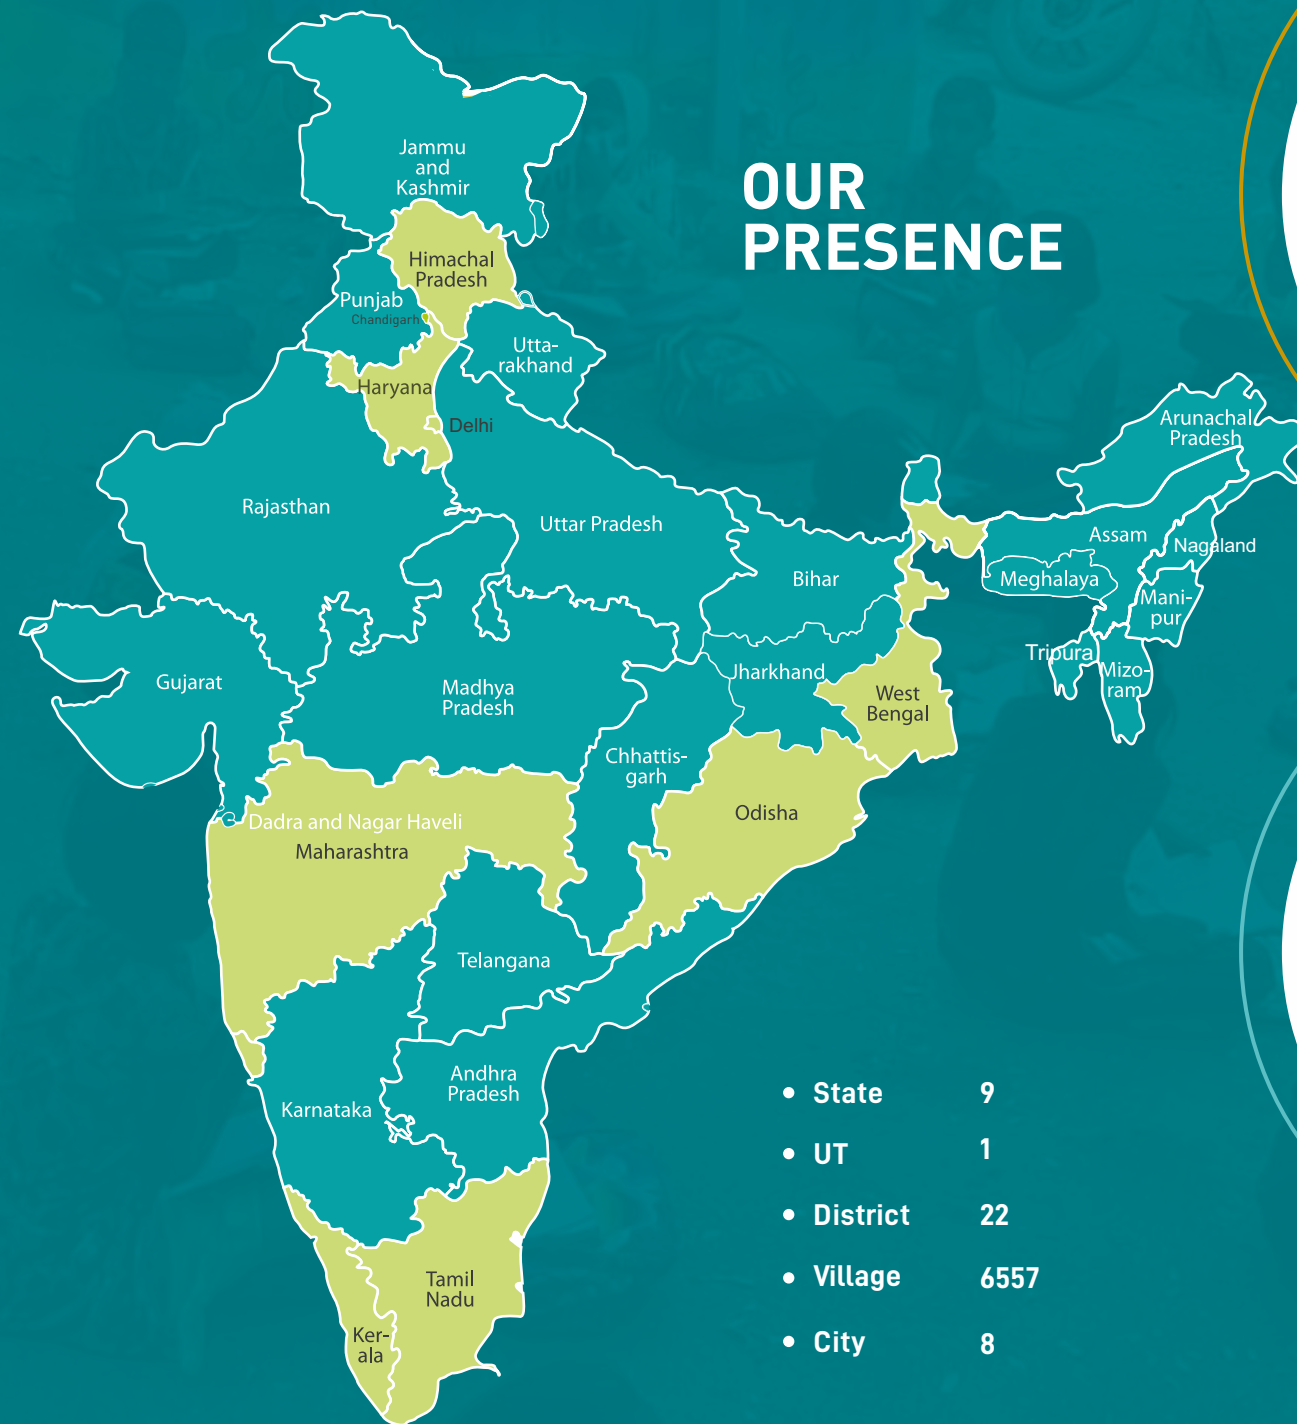 OUR
PRESENCE
Jammu
and
Kashmir
Himachal
Pradesh
Punjab
Chandigarh
Utta-
rakhand
Haryana
Delhi
Arunachal
Pradesh
Rajasthan
Uttar Pradesh
Assam
Nagaland
Bihar
Meghalaya
Mani-
pur
Tripura
Mizo-
ram
Gujarat
Madhya
Pradesh
Jharkhand
West
Bengal
Chhattis-
garh
Odisha
Dadra and Nagar Haveli
Maharashtra
Telangana
Andhra
Pradesh
Karnataka
Tamil
Nadu
Ker-
ala
• State 9
• UT 1
• District 22
• Village 6557
• City 8